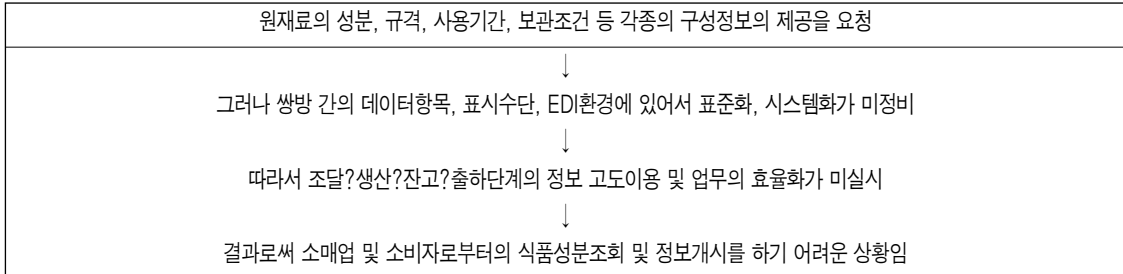 원재료의 성분, 규격, 사용기간, 보관조건 등 각종의 구성정보의 제공을 요청
↓
그러나 쌍방 간의 데이터항목, 표시수단, EDI환경에 있어서 표준화, 시스템화가 미정비
↓
따라서 조달?생산?잔고?출하단계의 정보 고도이용 및 업무의 효율화가 미실시
↓
결과로써 소매업 및 소비자로부터의 식품성분조회 및 정보개시를 하기 어려운 상황임